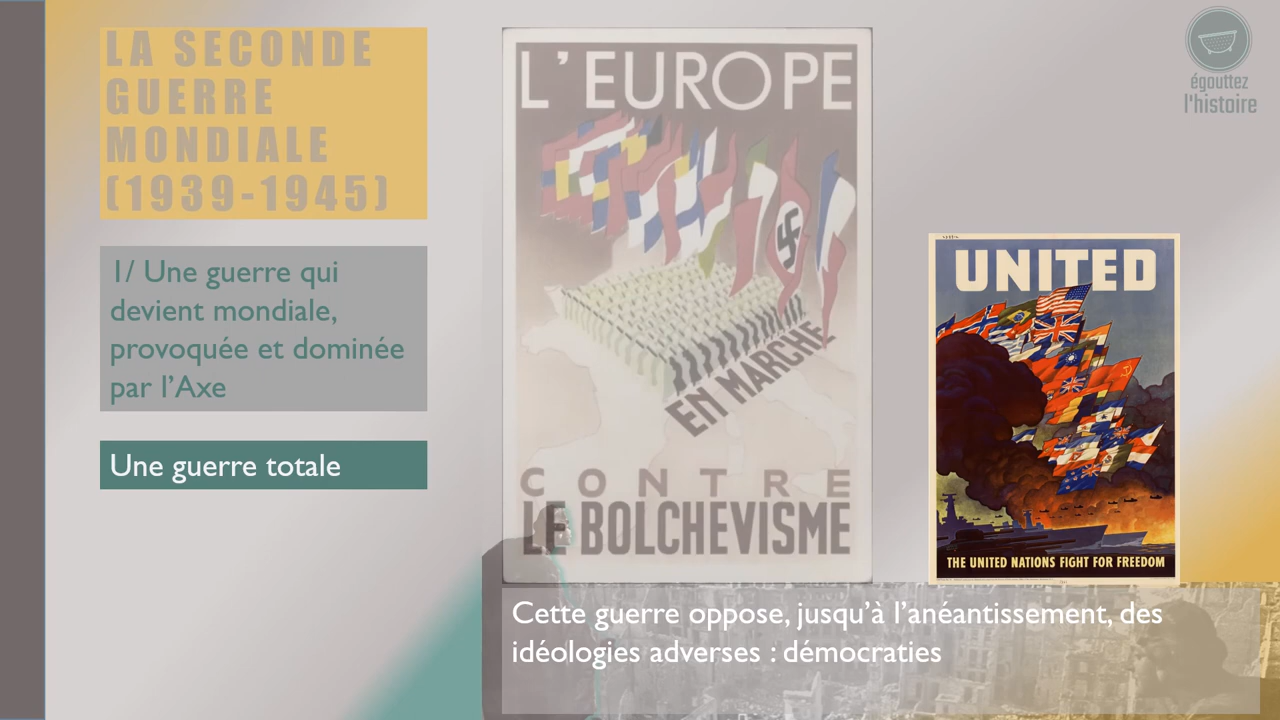 LA SECONDE
GUERRE
MONDIALE
(1939-1945)
1/ Une guerre qui
devient mondiale,
provoquée et dominée
par l'Axe
Une guerre totale
L'EUROPE
EN MARCHE
CONTRE
LE BOLCHEVISME
UNITED
THE UNITED NATIONS FIGHT FOR FREEDOM
égouttez
l'histoire
Cette guerre oppose, jusqu'à l'anéantissement, des
idéologies adverses : démocraties